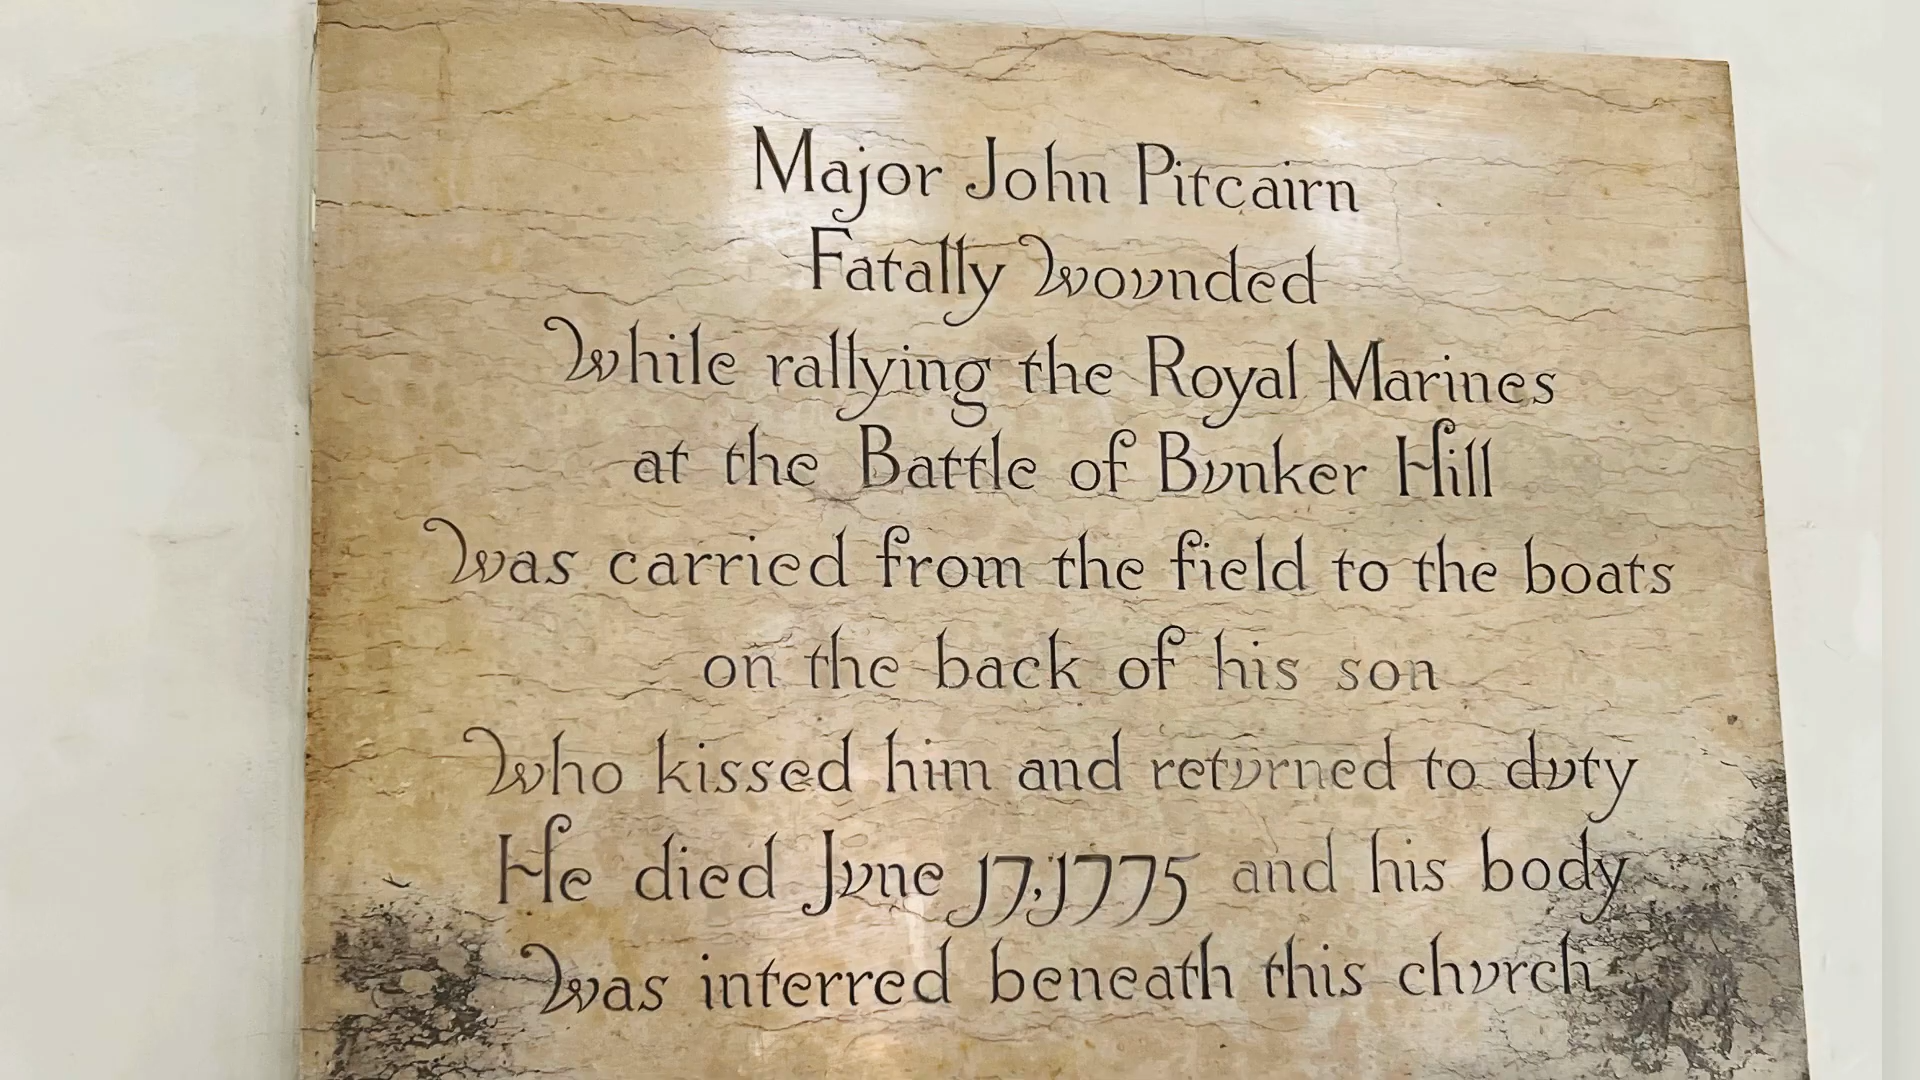 Major John Pitcairn
Fatally Wounded
While rallying the Royal Marines
at the Battle of Bunker Hill
Was carried from the field to the boats
on the back of his son
Who kissed him and returned to duty
He died June 17,1775 and his body
Was interred beneath this church